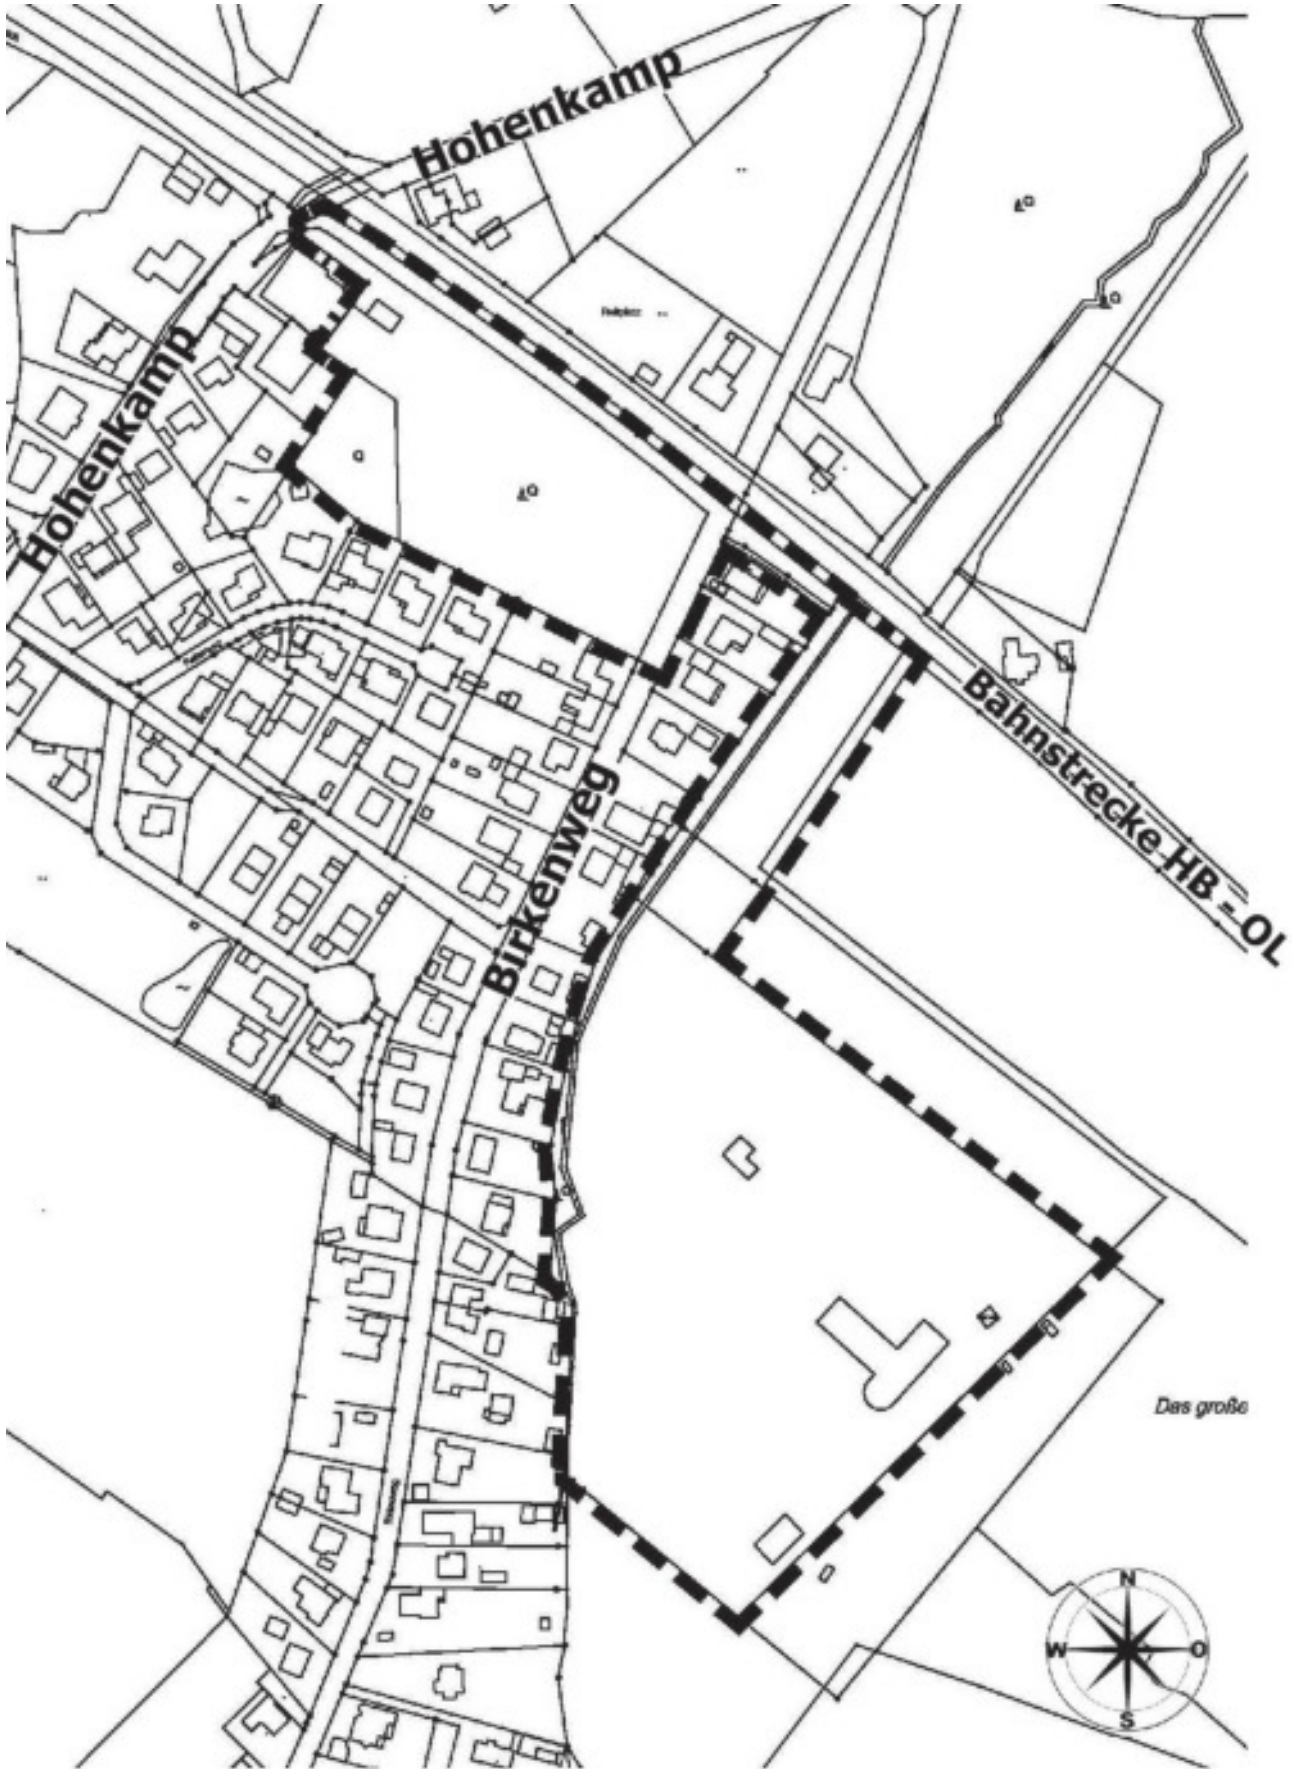 Hohenkamp
Hohenkamp
Bahnstrecke HB - OL
Birkenweg
Das große
N
W
O
S